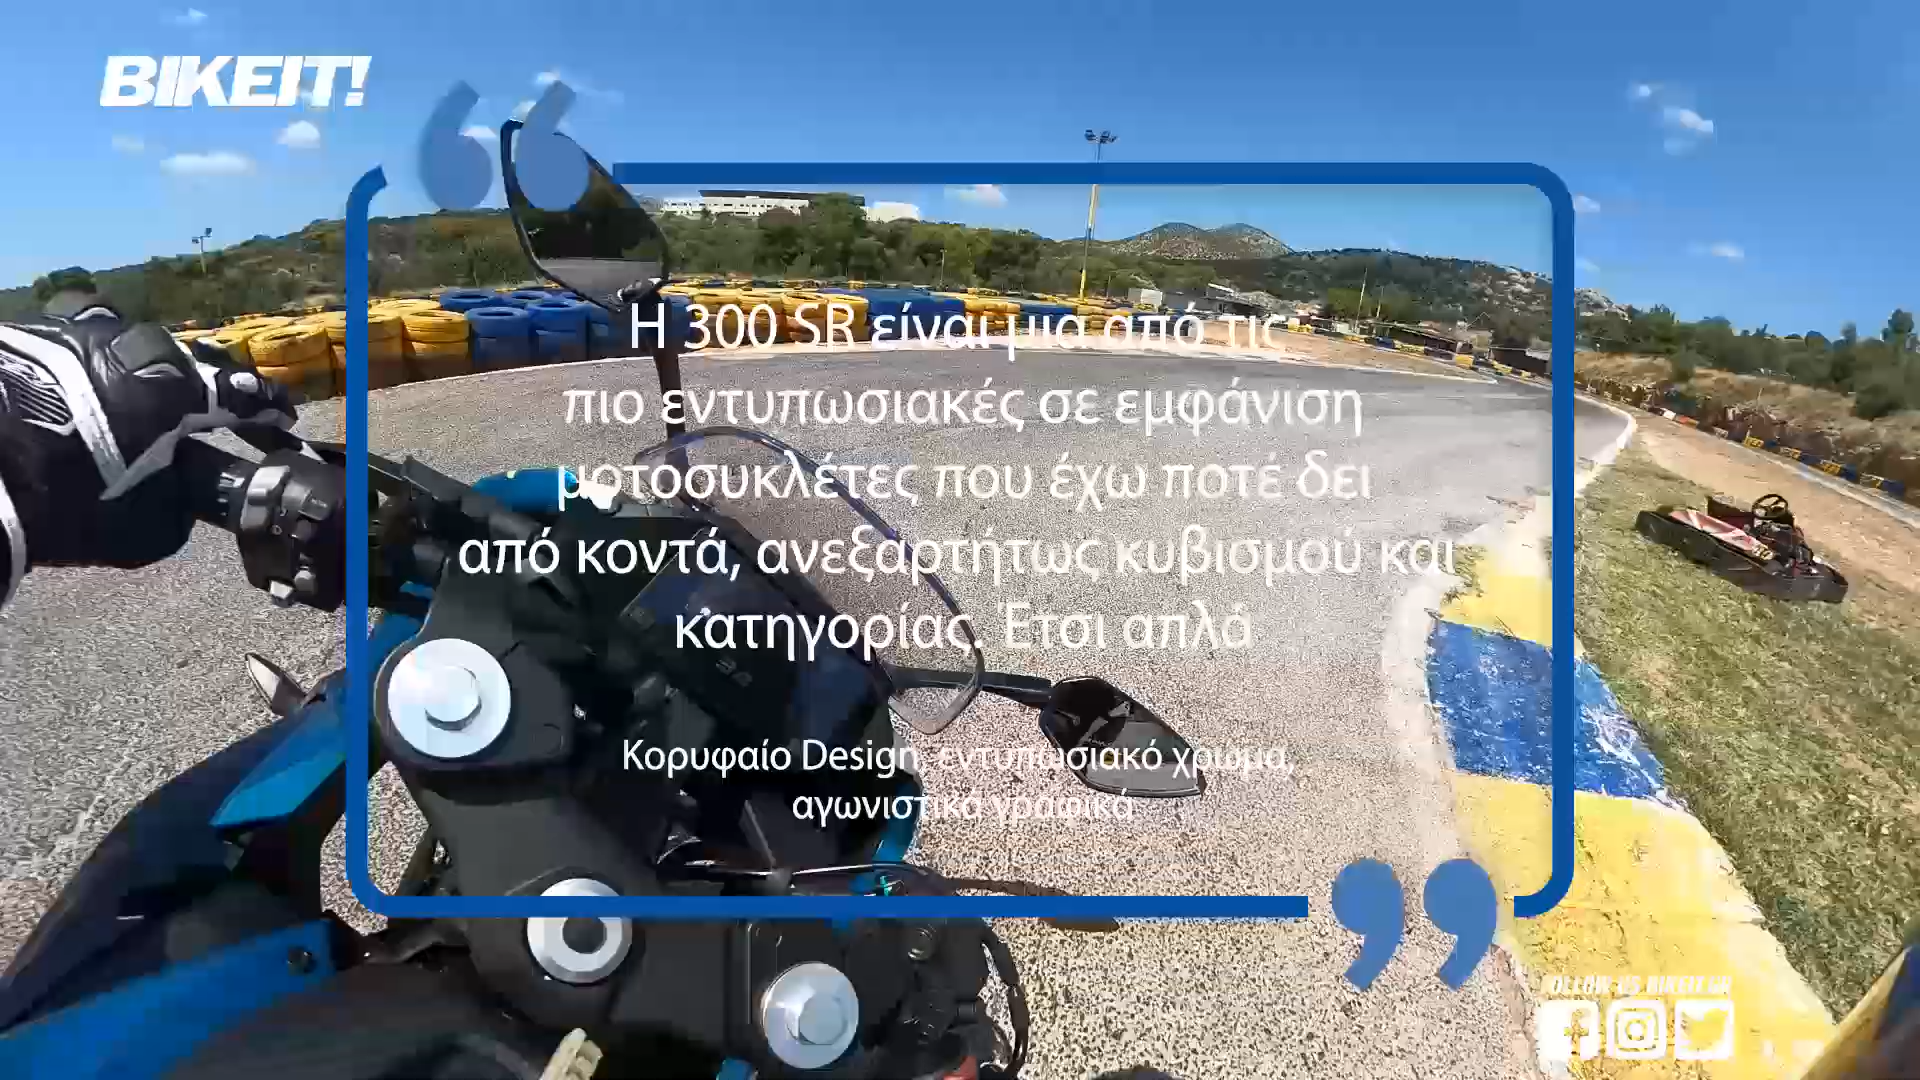 BIKEIT!
Η 300 SR είναι μια από τις
πιο εντυπωσιακές σε εμφάνιση
μοτοσυκλέτες που έχω ποτέ δει
από κοντά, ανεξαρτήτως κυβισμού και
κατηγορίας. Έτσι απλά
Κορυφαίο Design, εντυπωσιακό χρώμα,
αγωνιστικά γραφικά
FOLLOW US BIKEIT.GR